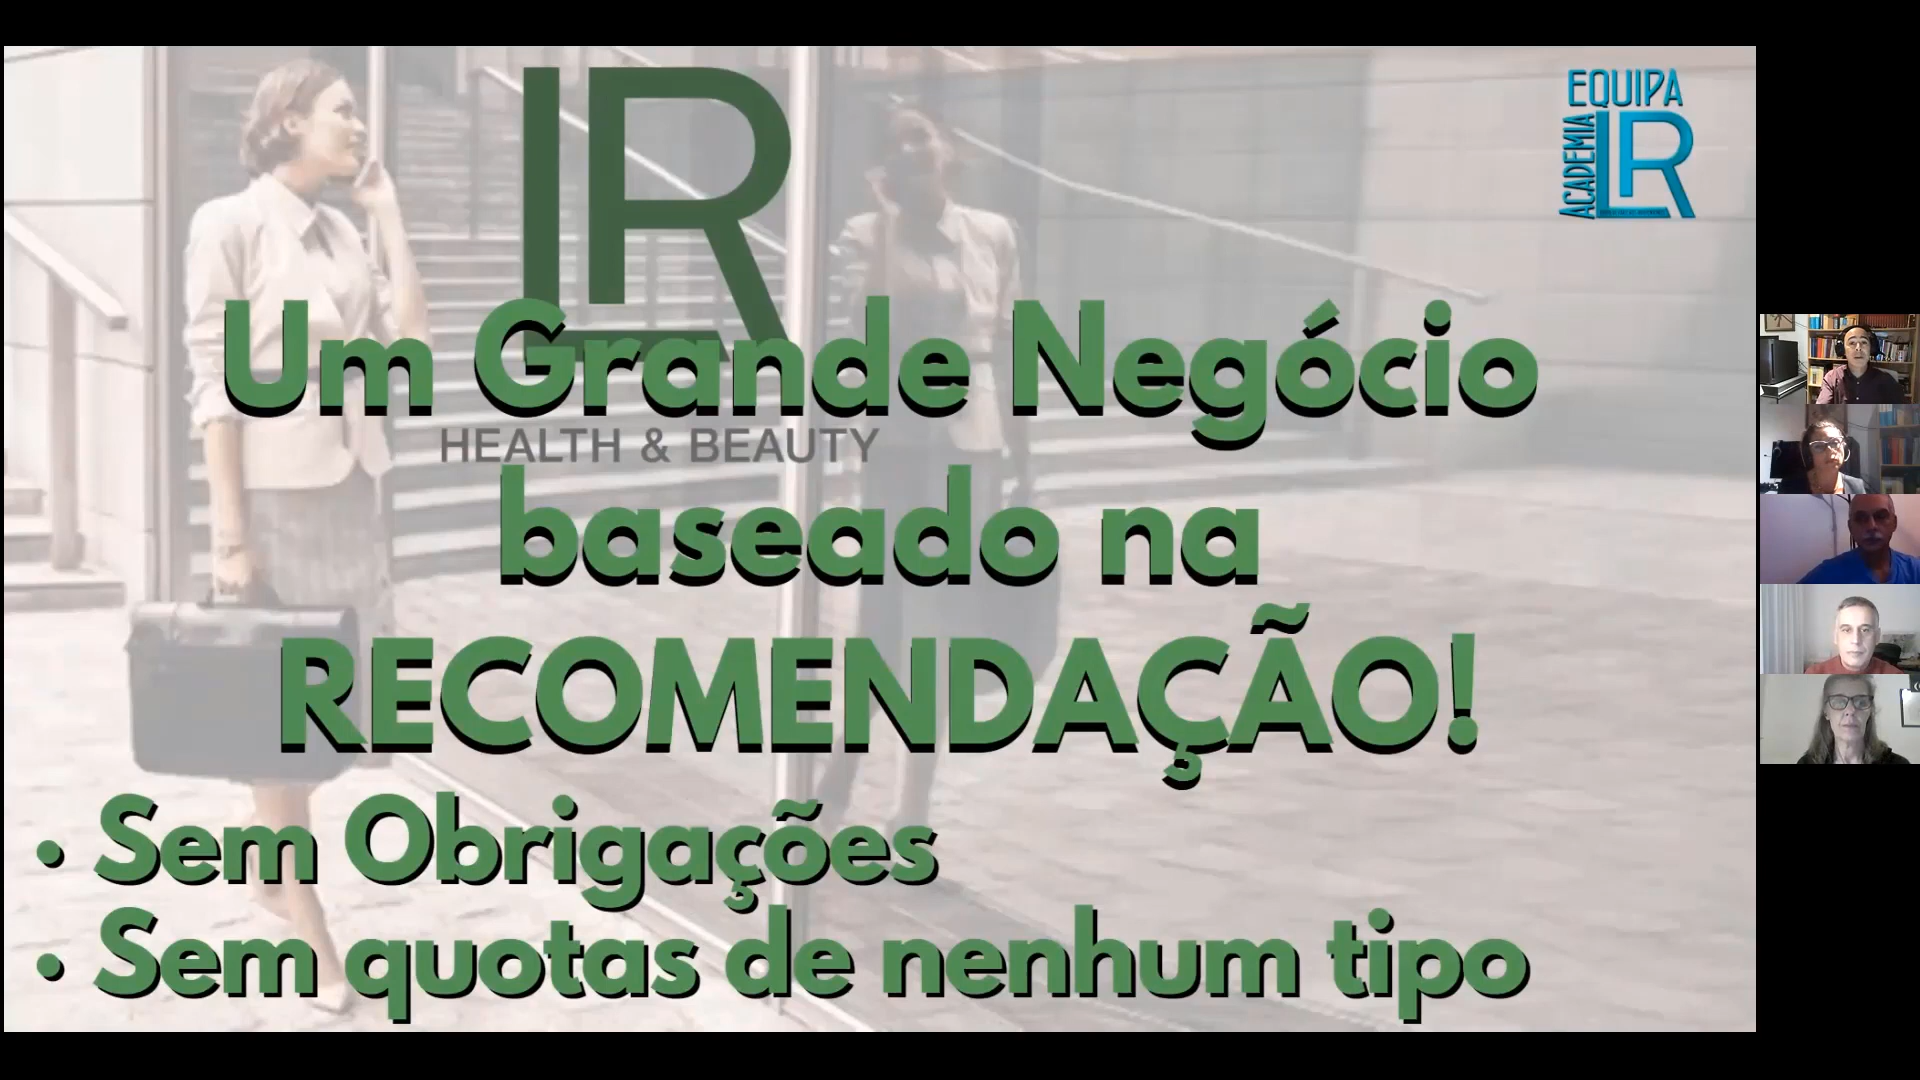 LR
EQUIPA
ACADEMIA
LR
Um Grande Negócio
HEALTH & BEAUTY
baseado na
RECOMENDAÇÃO!
• Sem Obrigações
• Sem quotas de nenhum tipo